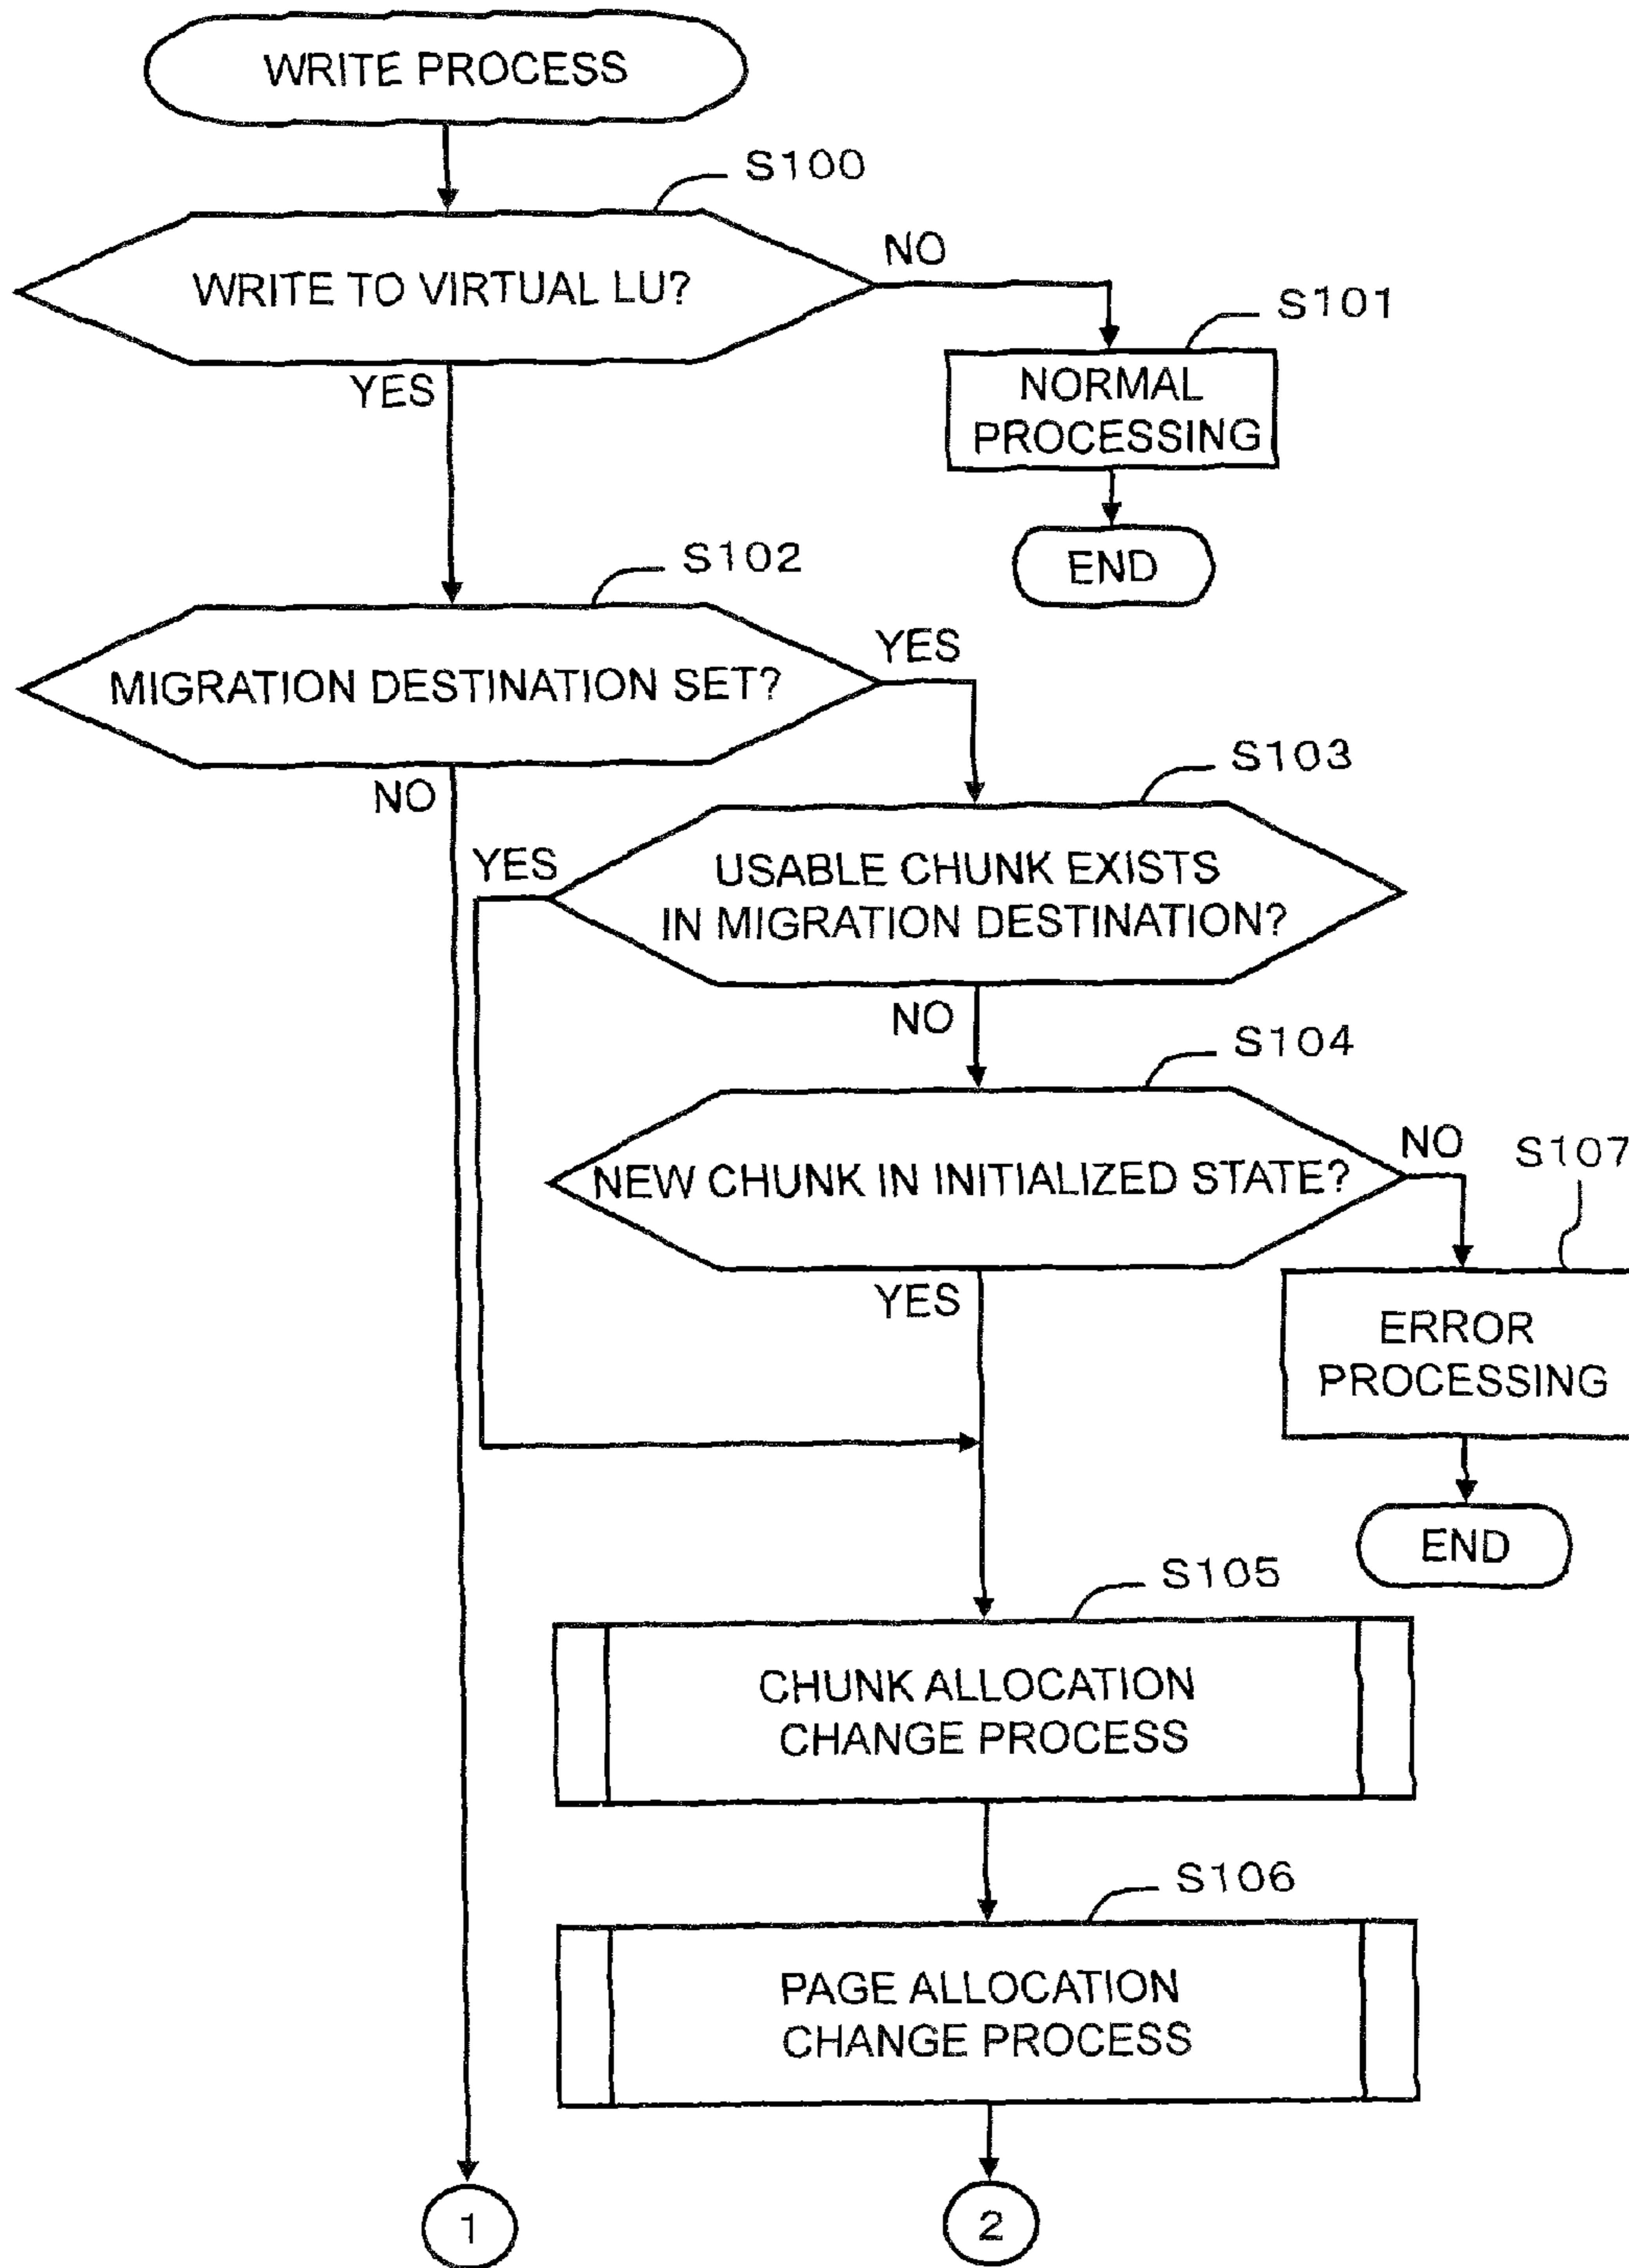 WRITE PROCESS
S100
WRITE TO VIRTUAL LU?
NO
YES
S101
NORMAL
PROCESSING
END
S102
MIGRATION DESTINATION SET?
YES
NO
S103
USABLE CHUNK EXISTS
IN MIGRATION DESTINATION?
YES
NO
S104
NEW CHUNK IN INITIALIZED STATE?
NO
YES
S107
ERROR
PROCESSING
END
S105
CHUNK ALLOCATION
CHANGE PROCESS
S106
PAGE ALLOCATION
CHANGE PROCESS
1
2